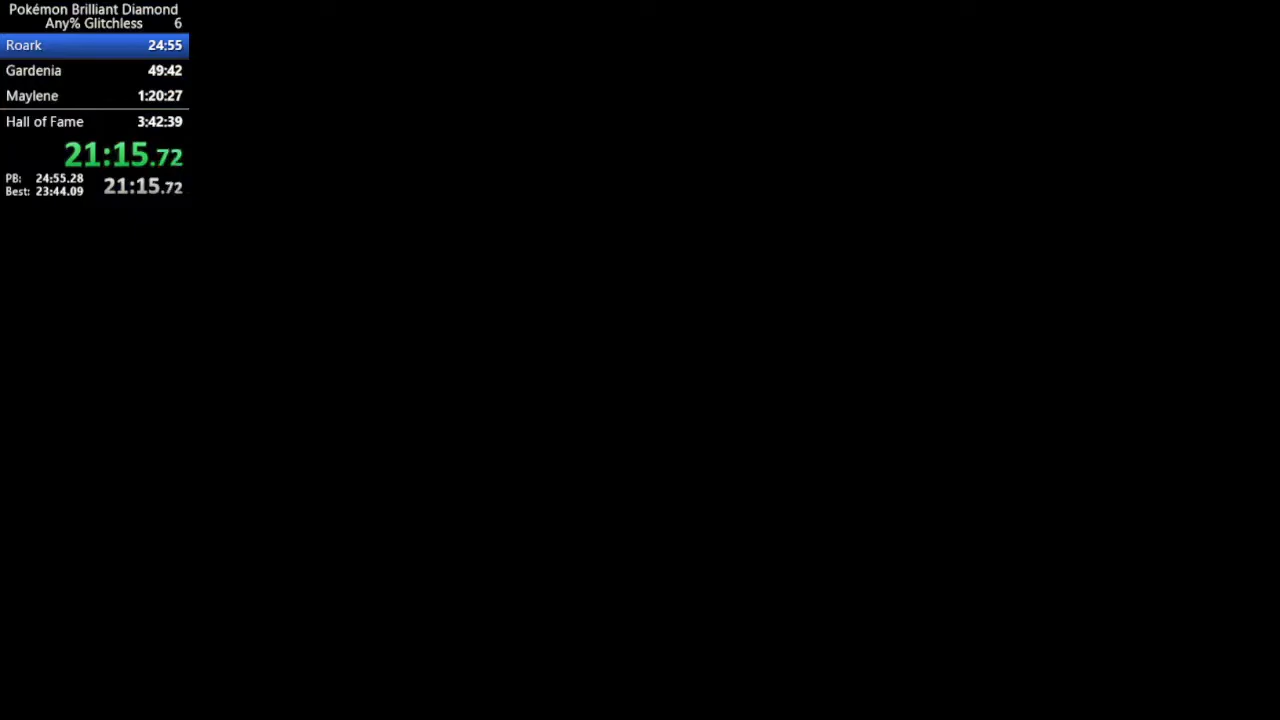 Pokémon Brilliant Diamond
Any% Glitchless 6
Roark 24:55
Gardenia 49:42
Maylene 1:20:27
Hall of Fame 3:42:39
21:15.72
PB: 24:55.28
Best: 23:44.09
21:15.72